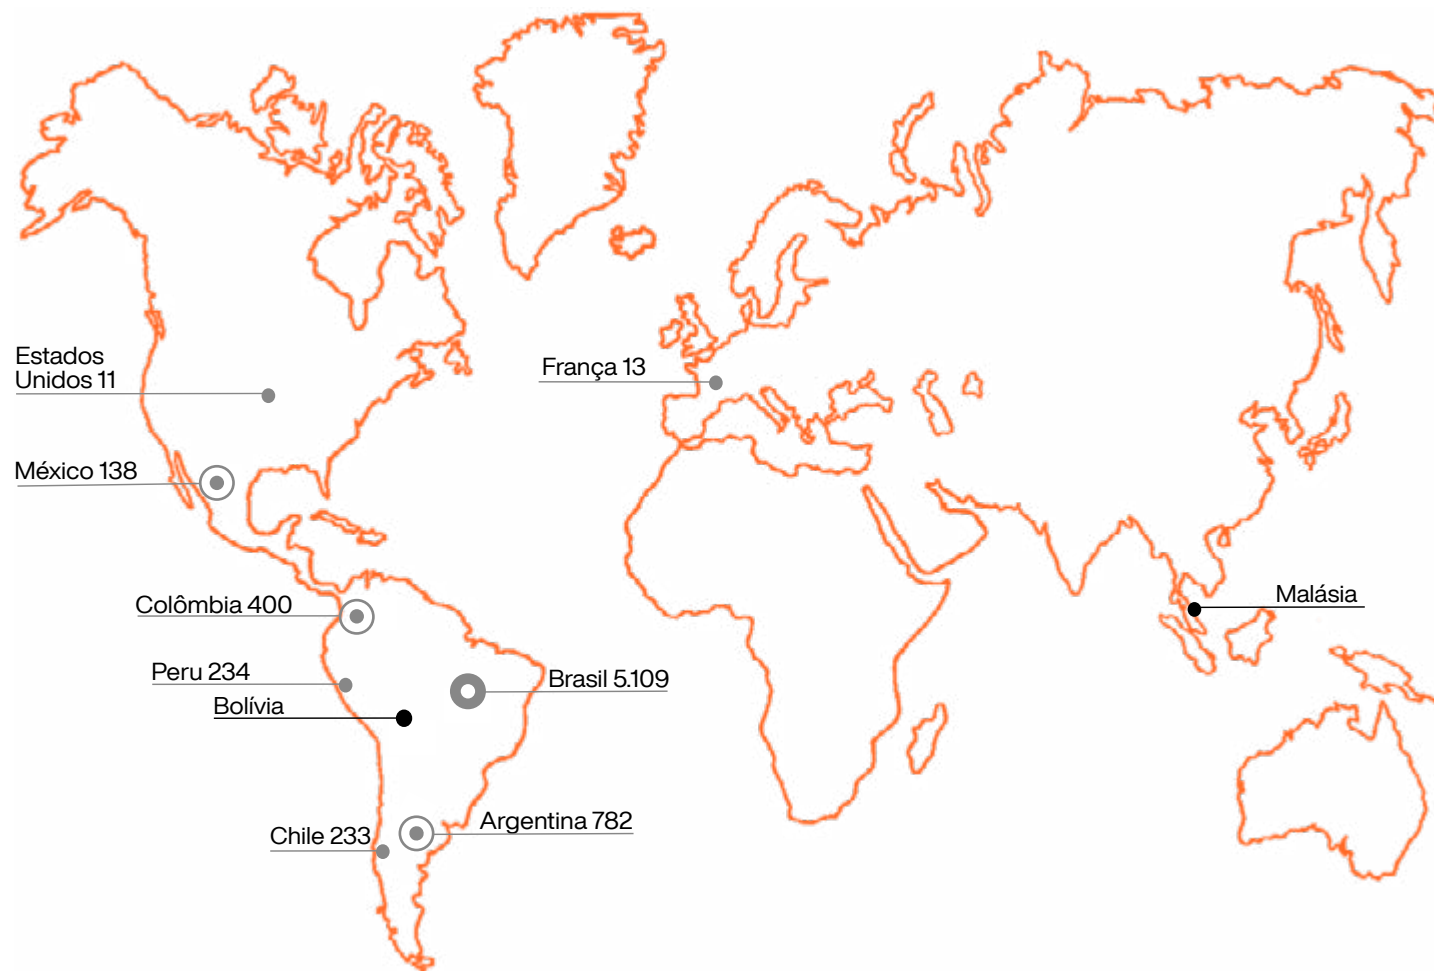 Estados
Unidos 11
França 13
México 138
Colômbia 400
Malásia
Peru 234
Brasil 5.109
Bolívia
Chile 233
Argentina 782